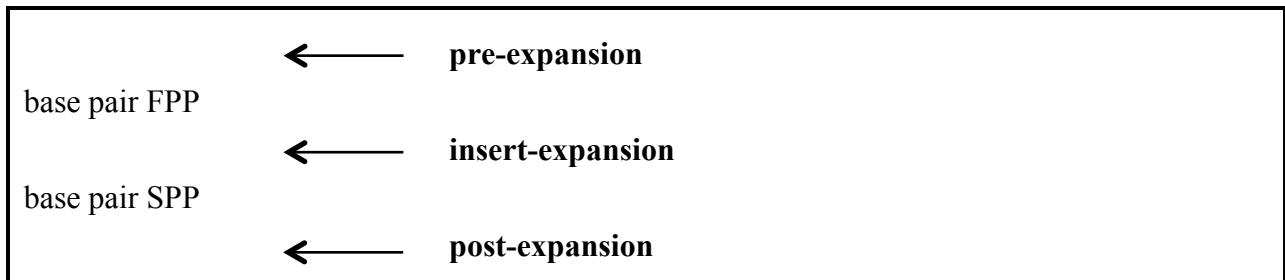 pre-expansion
base pair FPP
insert-expansion
base pair SPP
post-expansion